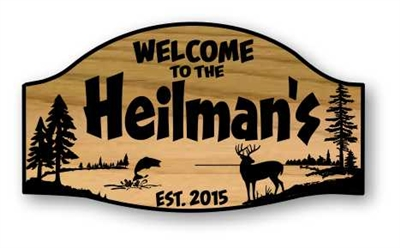 WELCOME
TO THE
Heilman's
EST. 2015